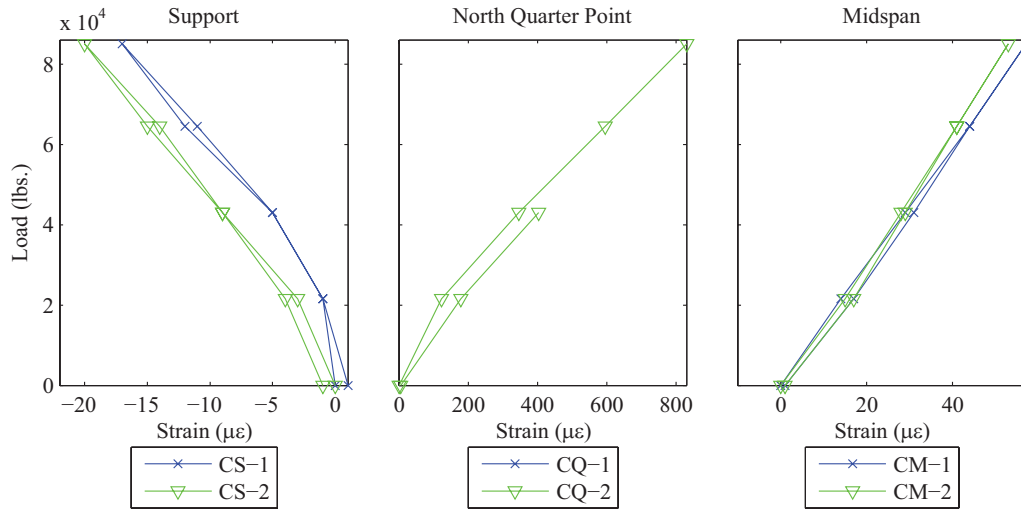 Support
North Quarter Point
Midspan
x 10⁴
8
6
4
2
0
Load (lbs.)
−20 −15 −10 −5 0
0 200 400 600 800
0 20 40
Strain (με)
Strain (με)
Strain (με)
CS−1
CS−2
CQ−1
CQ−2
CM−1
CM−2